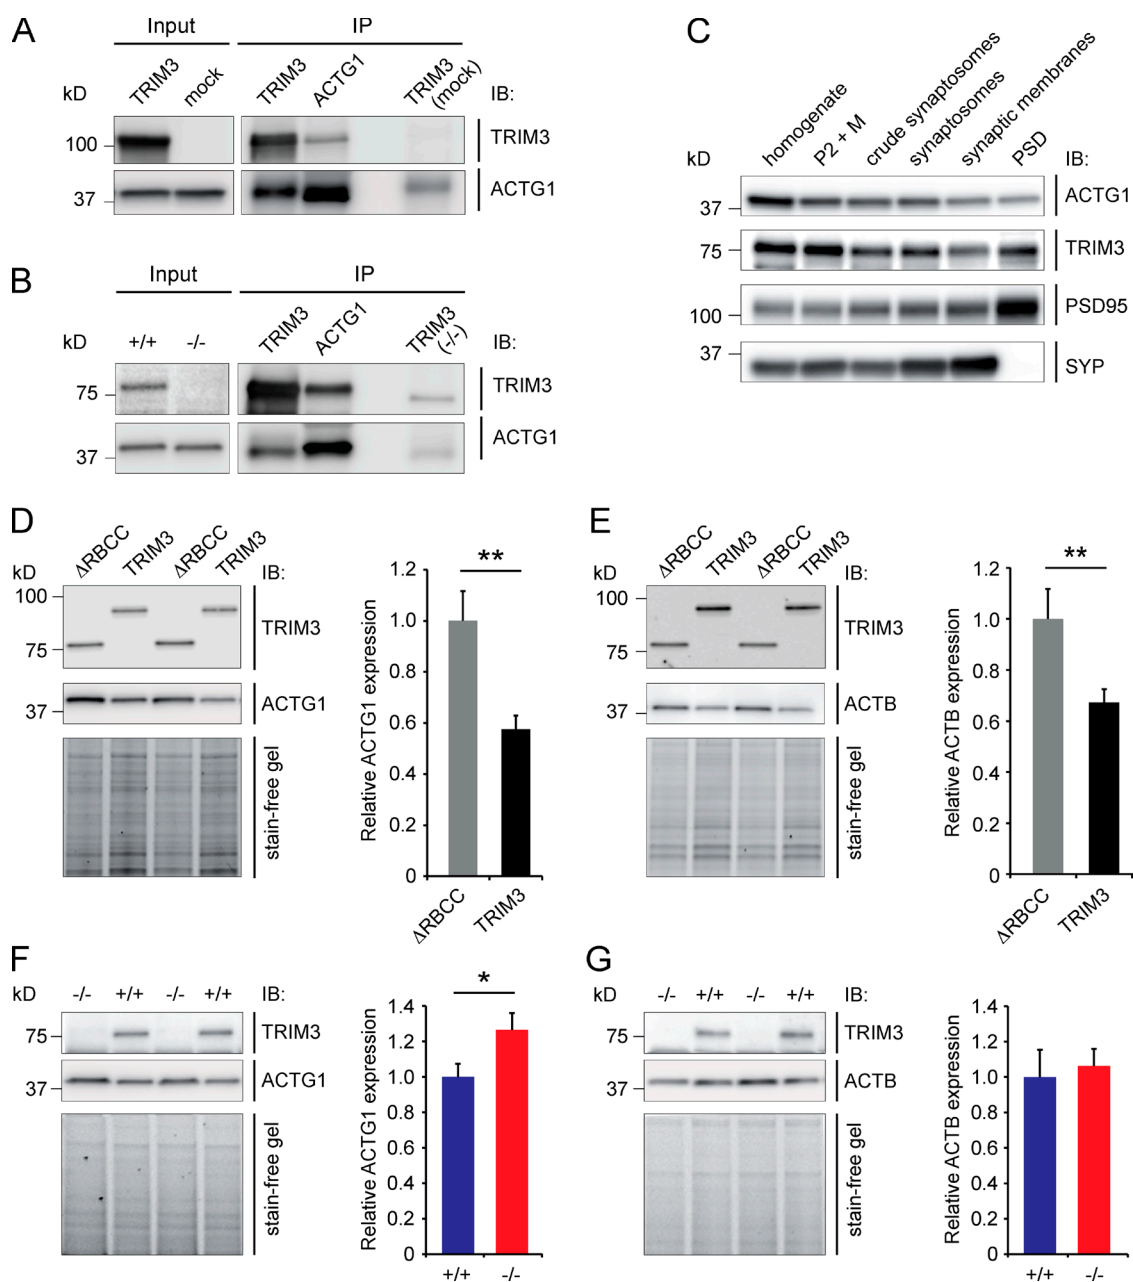 A
Input IP
kD TRIM3 mock TRIM3 ACTG1 TRIM3 (mock) IB:
100 TRIM3
37 ACTG1
B
Input IP
kD +/+ -/- TRIM3 ACTG1 TRIM3 (-/-) IB:
75 TRIM3
37 ACTG1
C
kD homogenate P2 + M crude synaptosomes synaptosomes synaptic membranes PSD IB:
37 ACTG1
75 TRIM3
100 PSD95
37 SYP
D
kD ΔRBCC TRIM3 ΔRBCC TRIM3 IB:
100
75 TRIM3
37 ACTG1
stain-free gel
Relative ACTG1 expression
**
1.2
1.0
0.8
0.6
0.4
0.2
0
ΔRBCC TRIM3
E
kD ΔRBCC TRIM3 ΔRBCC TRIM3 IB:
100
75 TRIM3
37 ACTB
stain-free gel
Relative ACTB expression
**
1.2
1.0
0.8
0.6
0.4
0.2
0
ΔRBCC TRIM3
F
kD -/- +/+ -/- +/+ IB:
75 TRIM3
37 ACTG1
stain-free gel
Relative ACTG1 expression
*
1.4
1.2
1.0
0.8
0.6
0.4
0.2
0
+/+ -/-
G
kD -/- +/+ -/- +/+ IB:
75 TRIM3
37 ACTB
stain-free gel
Relative ACTB expression
1.4
1.2
1.0
0.8
0.6
0.4
0.2
0
+/+ -/-